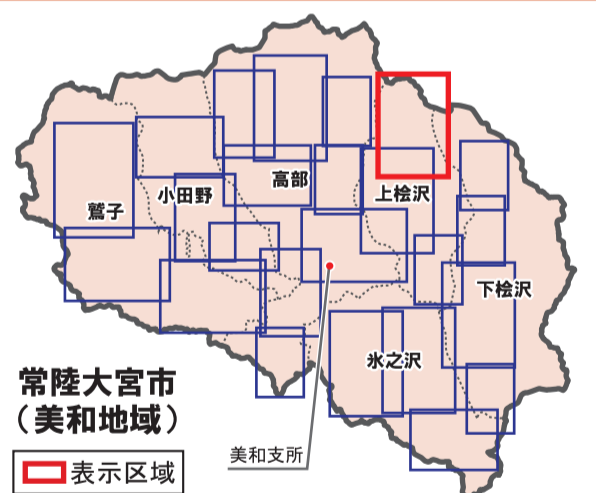 高部
小田野
上桧沢
鷲子
下桧沢
氷之沢
常陸大宮市
（美和地域）
美和支所
表示区域